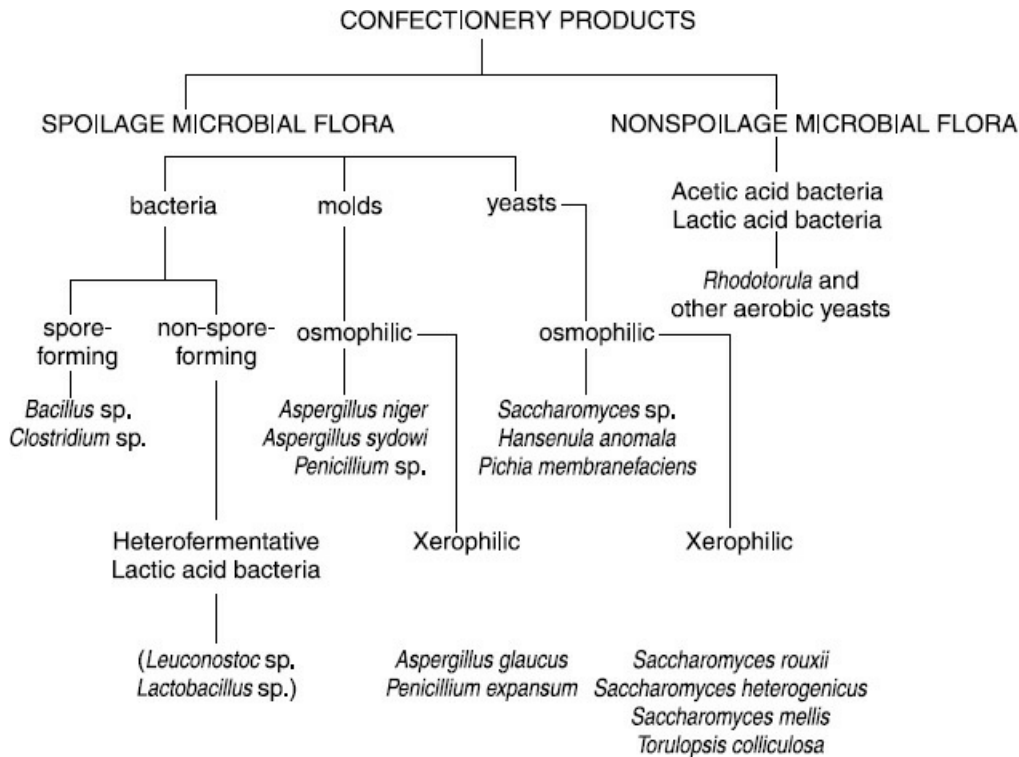 CONFECTIONERY PRODUCTS
SPOILAGE MICROBIAL FLORA
NONSPOILAGE MICROBIAL FLORA
bacteria
molds
yeasts
Acetic acid bacteria
Lactic acid bacteria
Rhodotorula and
other aerobic yeasts
spore-
forming
non-spore-
forming
osmophilic
osmophilic
Bacillus sp.
Clostridium sp.
Aspergillus niger
Aspergillus sydowi
Penicillium sp.
Saccharomyces sp.
Hansenula anomala
Pichia membranefaciens
Heterofermentative
Lactic acid bacteria
Xerophilic
Xerophilic
(Leuconostoc sp.
Lactobacillus sp.)
Aspergillus glaucus
Penicillium expansum
Saccharomyces rouxii
Saccharomyces heterogenicus
Saccharomyces mellis
Torulopsis colliculosa